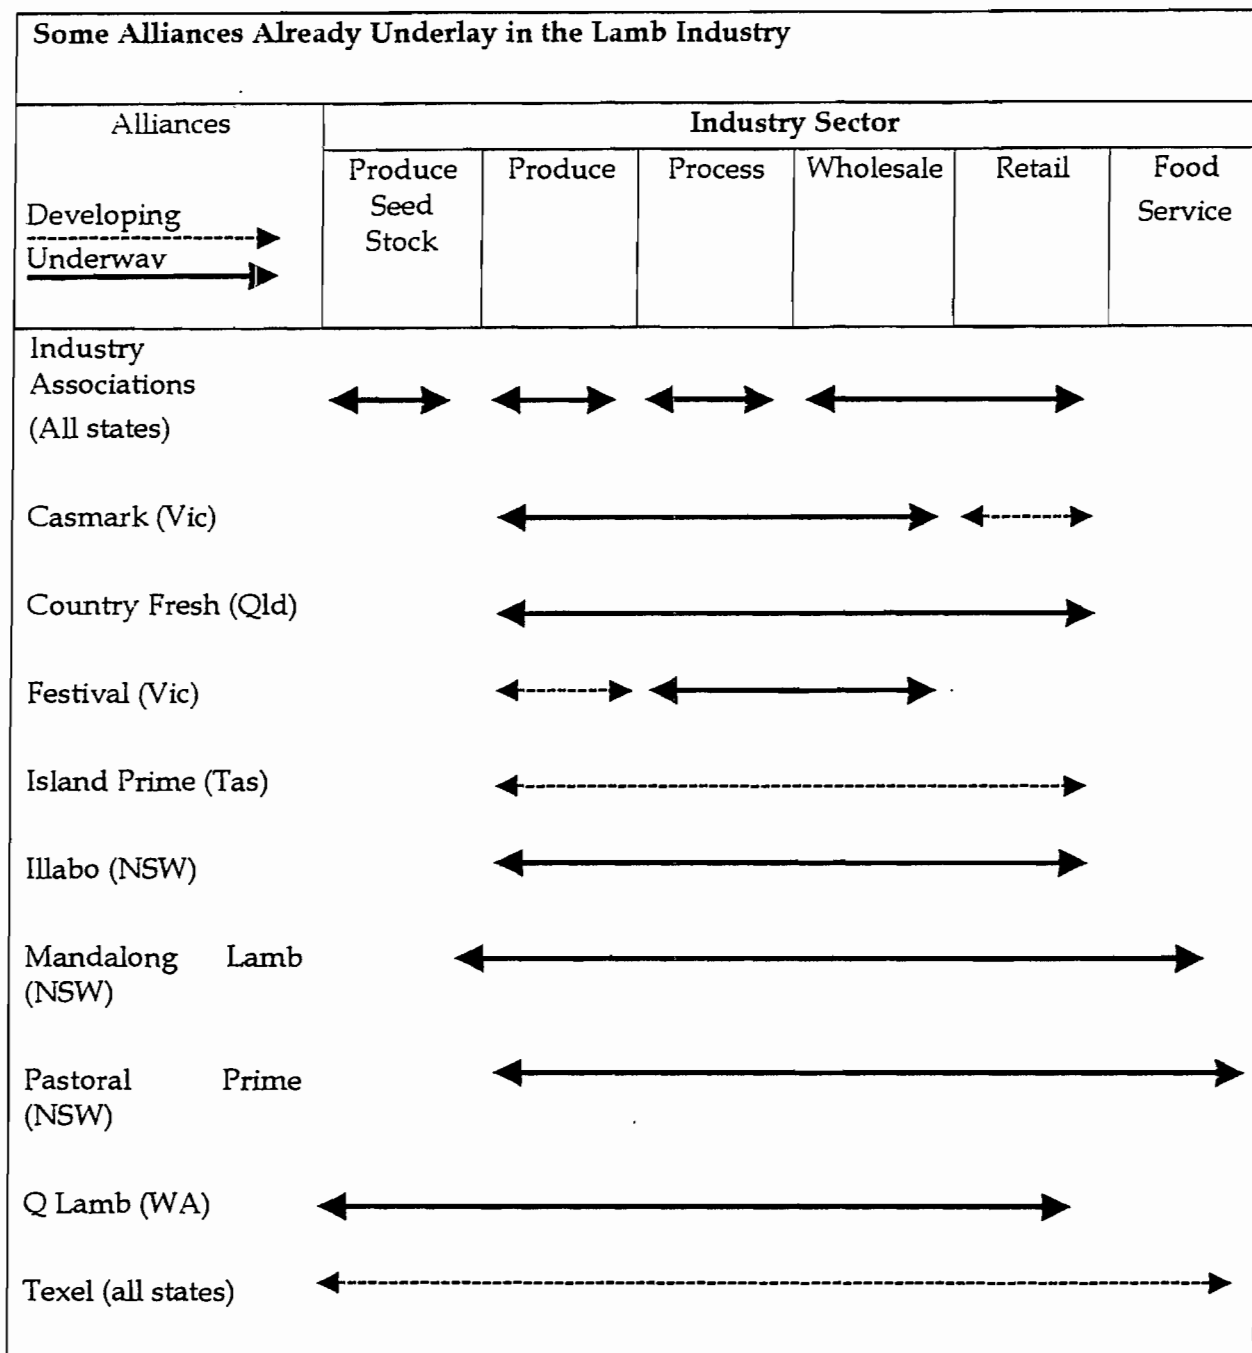 Some Alliances Already Underlay in the Lamb Industry
Alliances
Industry Sector
Developing
Underway
Produce
Seed
Stock
Produce
Process
Wholesale
Retail
Food
Service
Industry
Associations
(All states)
Casmark (Vic)
Country Fresh (Qld)
Festival (Vic)
Island Prime (Tas)
Illabo (NSW)
Mandalong Lamb
(NSW)
Pastoral Prime
(NSW)
Q Lamb (WA)
Texel (all states)